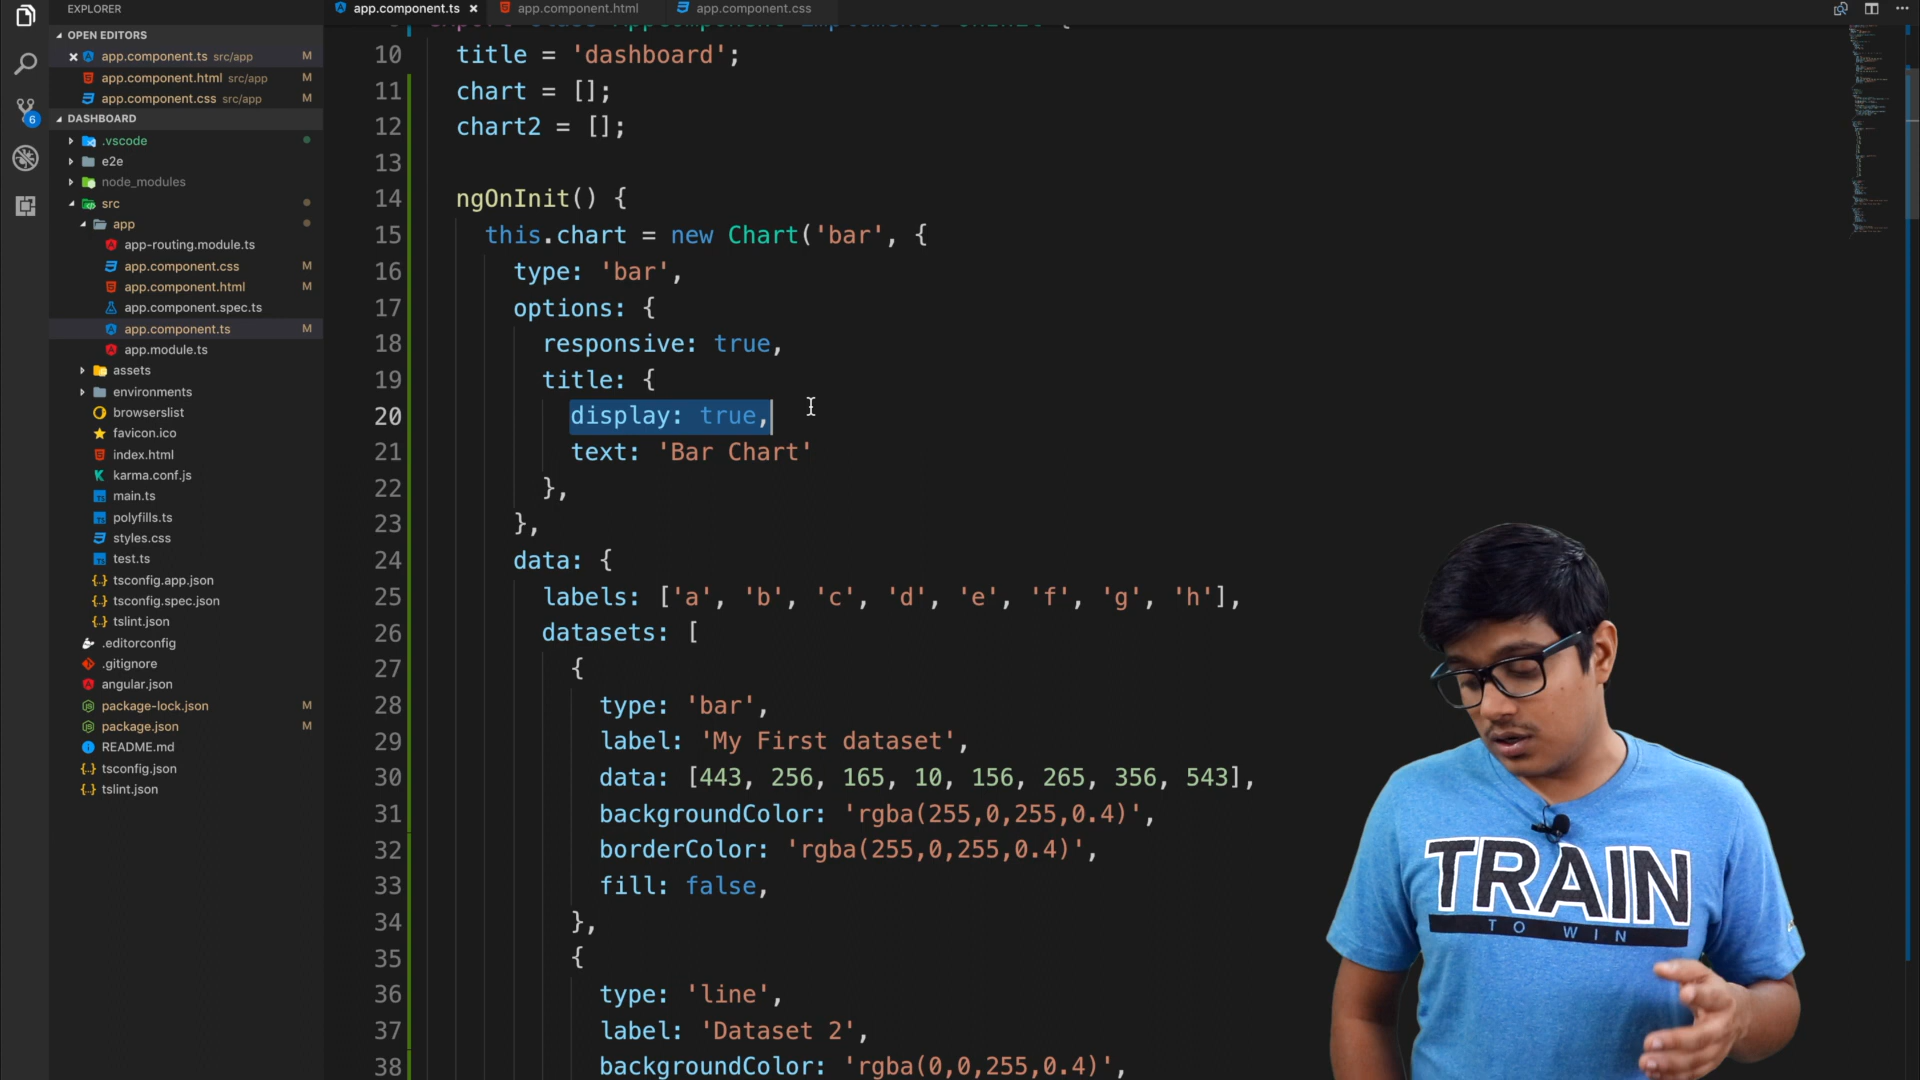 EXPLORER
OPEN EDITORS
app.component.ts src/app M
app.component.html src/app M
app.component.css src/app M
6
DASHBOARD
.vscode
e2e
node_modules
src
app
app-routing.module.ts
app.component.css M
app.component.html M
app.component.spec.ts
app.component.ts M
app.module.ts
assets
environments
browserslist
favicon.ico
index.html
karma.conf.js
main.ts
polyfills.ts
styles.css
test.ts
tsconfig.app.json
tsconfig.spec.json
tslint.json
.editorconfig
.gitignore
angular.json
package-lock.json M
package.json M
README.md
tsconfig.json
tslint.json
app.component.ts app.component.html app.component.css
10 title = 'dashboard';
11 chart = [];
12 chart2 = [];
13
14 ngOnInit() {
15 this.chart = new Chart('bar', {
16 type: 'bar',
17 options: {
18 responsive: true,
19 title: {
20 display: true,
21 text: 'Bar Chart'
22 },
23 },
24 data: {
25 labels: ['a', 'b', 'c', 'd', 'e', 'f', 'g', 'h'],
26 datasets: [
27 {
28 type: 'bar',
29 label: 'My First dataset',
30 data: [443, 256, 165, 10, 156, 265, 356, 543],
31 backgroundColor: 'rgba(255,0,255,0.4)',
32 borderColor: 'rgba(255,0,255,0.4)',
33 fill: false,
34 },
35 {
36 type: 'line',
37 label: 'Dataset 2',
38 backgroundColor: 'rgba(0,0,255,0.4)',
TRAIN
TO WIN